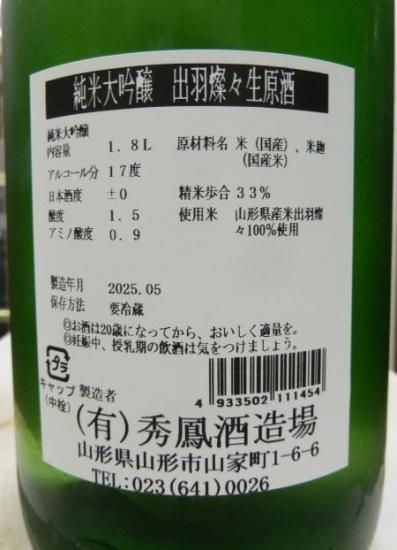 純米大吟醸 出羽燦々生原酒
純米大吟醸
内容量 1.8L 原材料名 米（国産）、米麹
（国産米）
アルコール分 17度
日本酒度 ±0 精米歩合 33%
酸度 1.5 使用米 山形県産米出羽燦
アミノ酸度 0.9 々100%使用
製造年月 2025.05
保存方法 要冷蔵
◎お酒は20歳になってから、おいしく適量を。
◎妊娠中、授乳期の飲酒は気をつけましょう。
プラ
キャップ
（中栓）
製造者
4 933502 111454
(有)秀鳳酒造場
山形県山形市山家町1-6-6
TEL:023(641)0026